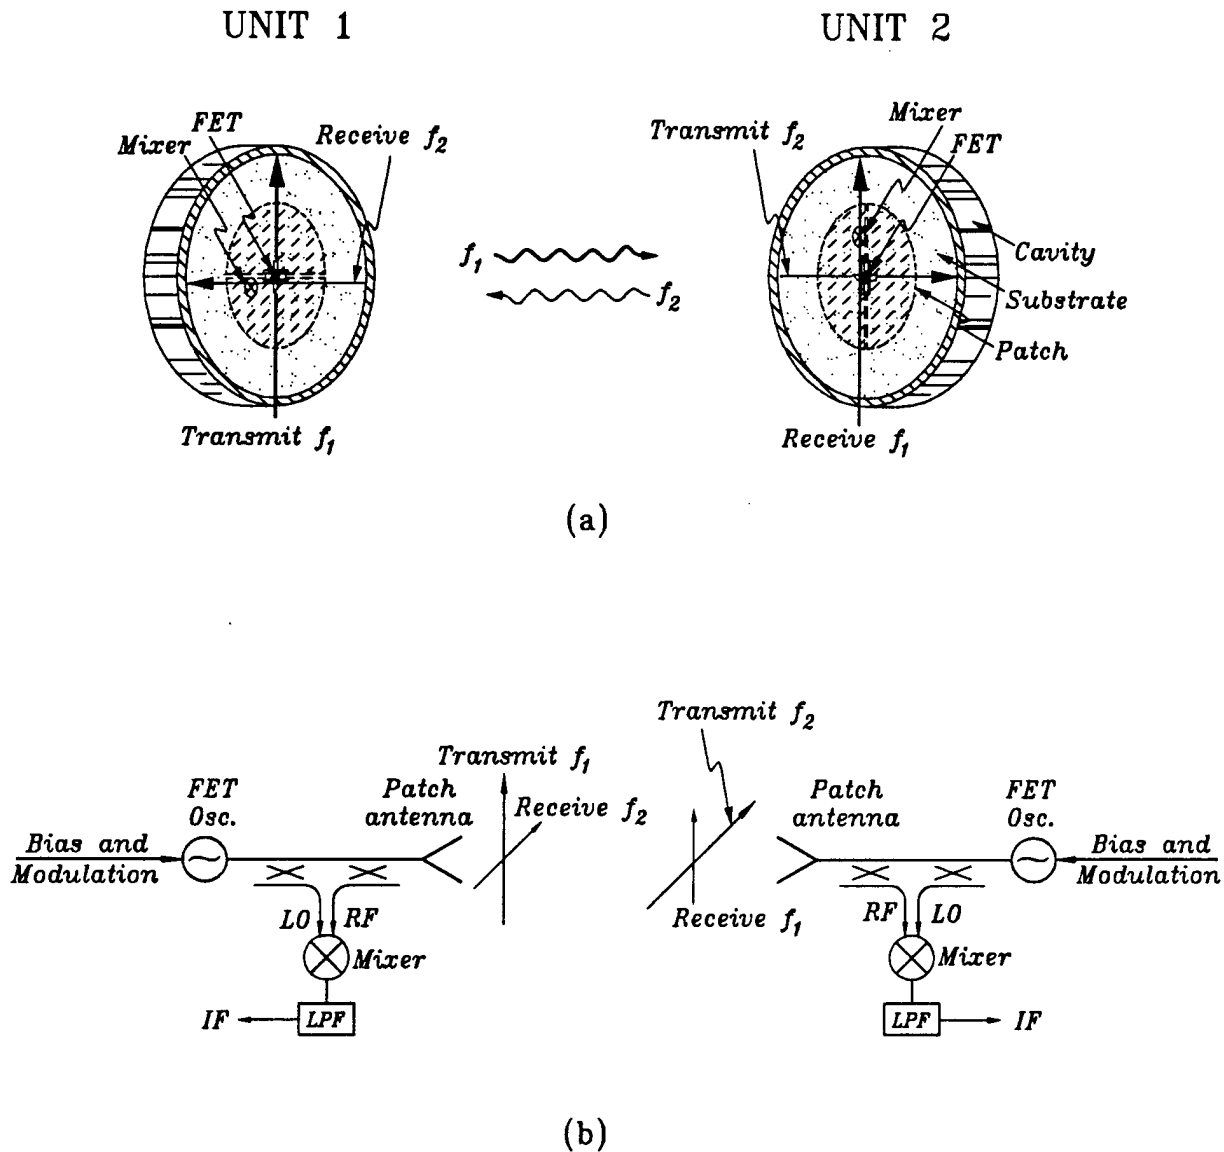 UNIT 1
UNIT 2
FET
Mixer
Receive f2
Transmit f1
f1
f2
Mixer
Transmit f2
FET
Cavity
Substrate
Patch
Receive f1
(a)
Transmit f2
Transmit f1
FET
Osc.
Patch
antenna
Receive f2
Patch
antenna
FET
Osc.
Bias and
Modulation
Bias and
Modulation
LO
RF
Receive f1
RF
LO
Mixer
Mixer
IF
LPF
LPF
IF
(b)